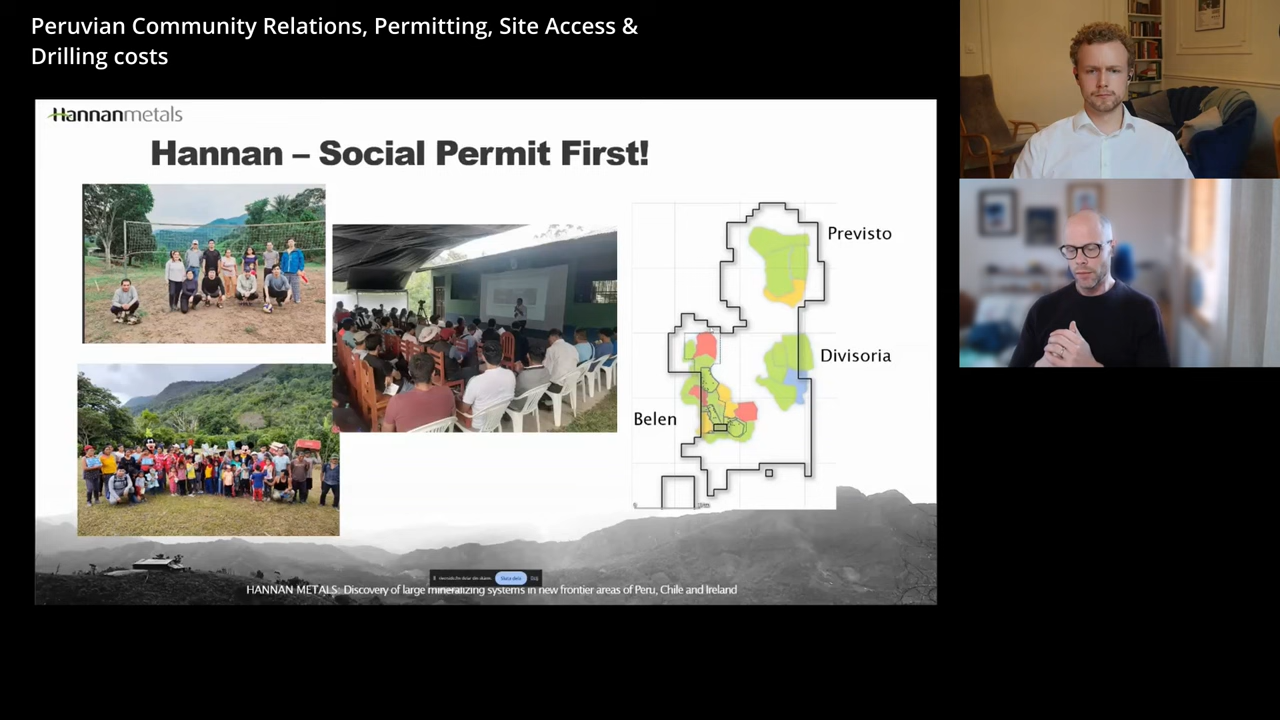 Peruvian Community Relations, Permitting, Site Access &
Drilling costs
Hannanmetals
Hannan – Social Permit First!
Previsto
Divisoria
Belen
HANNAN METALS: Discovery of large mineralizing systems in new frontier areas of Peru, Chile and Ireland